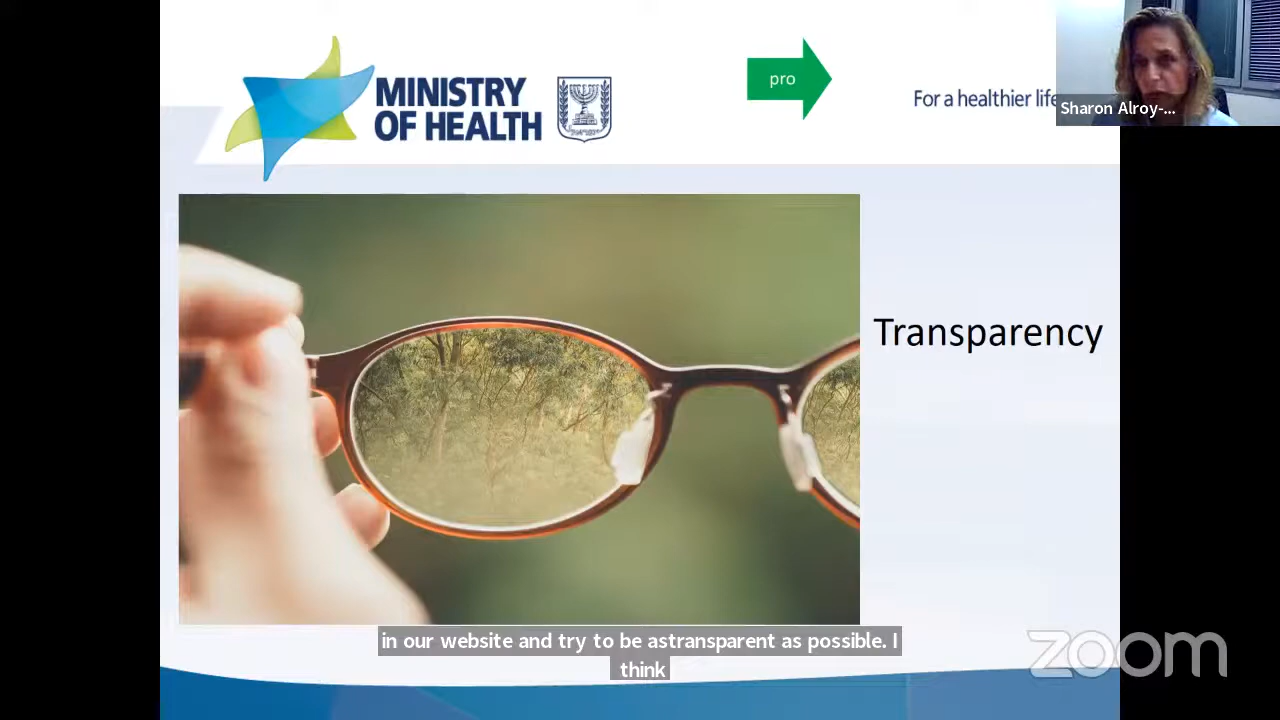 MINISTRY
OF HEALTH
pro
For a healthier life
Sharon Alroy-...
Transparency
in our website and try to be astransparent as possible. I
think
zoom